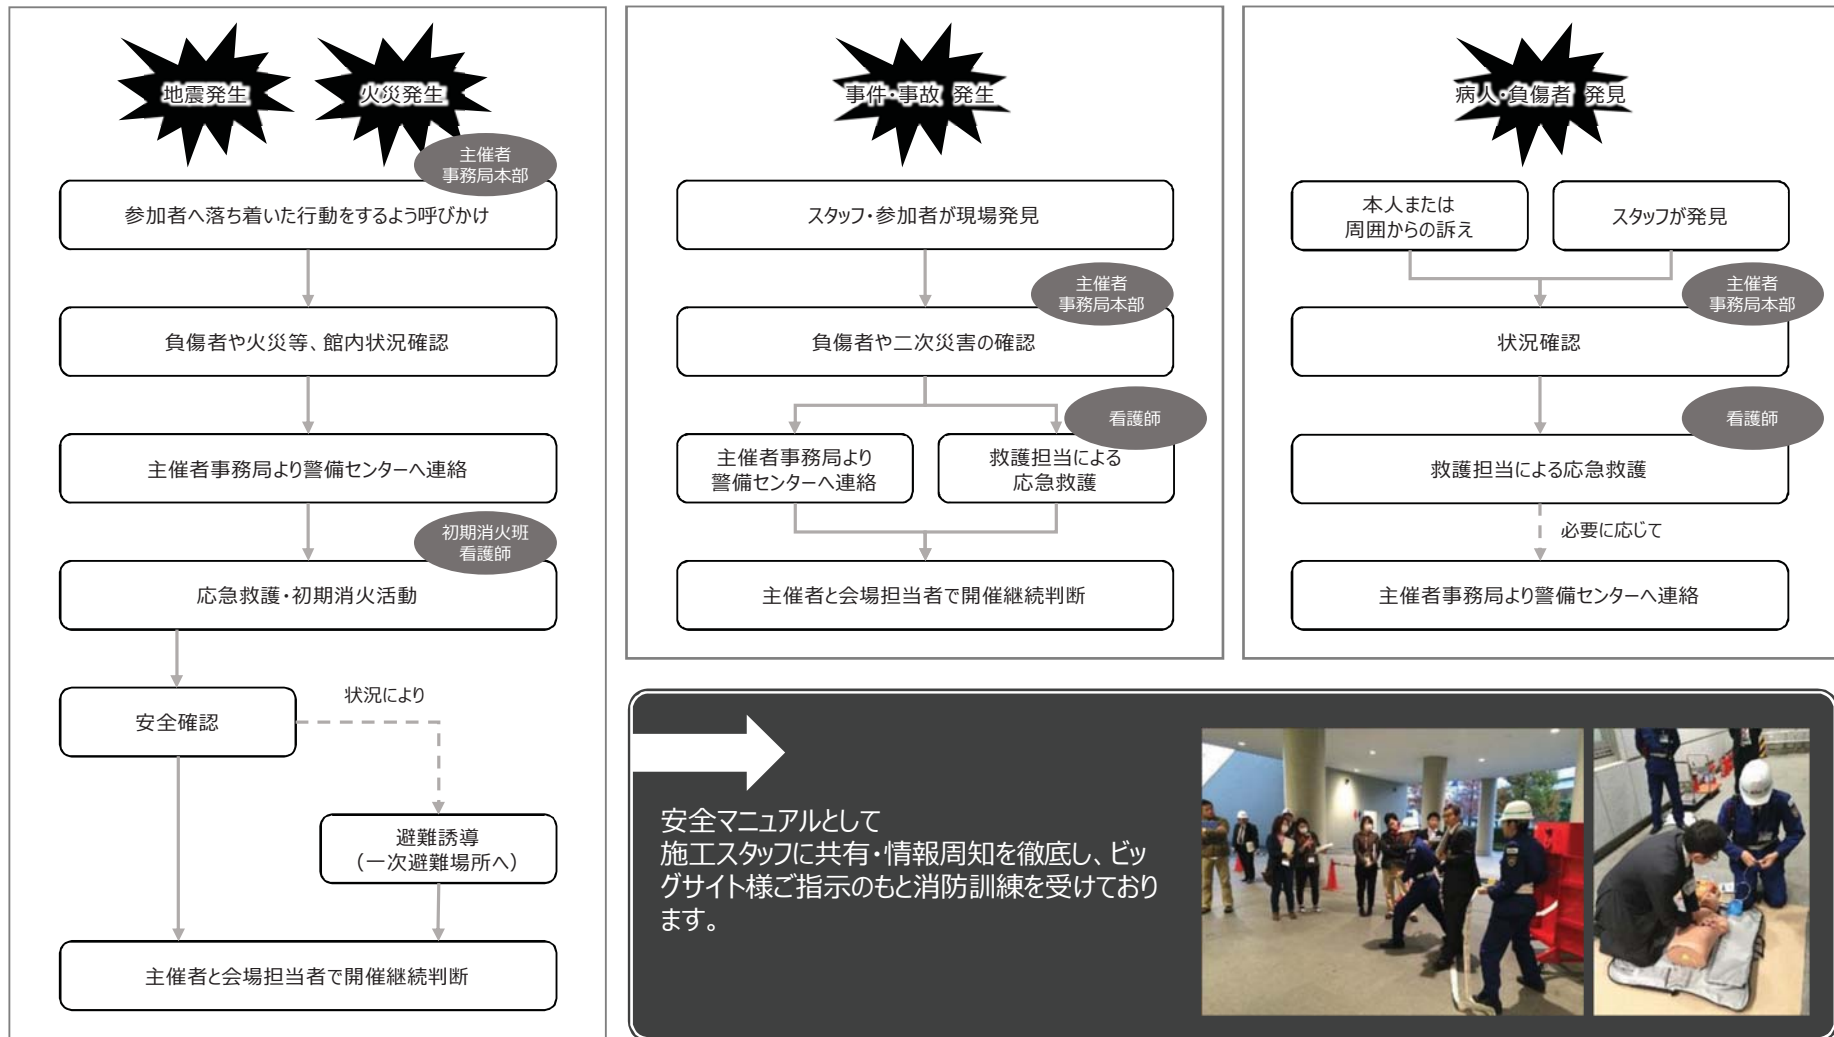 地震発生
火災発生
主催者
事務局本部
参加者へ落ち着いた行動をするよう呼びかけ
負傷者や火災等、館内状況確認
主催者事務局より警備センターへ連絡
初期消火班
看護師
応急救護・初期消火活動
安全確認
状況により
避難誘導
(一次避難場所へ)
主催者と会場担当者で開催継続判断
事件・事故 発生
スタッフ・参加者が現場発見
主催者
事務局本部
負傷者や二次災害の確認
看護師
主催者事務局より
警備センターへ連絡
救護担当による
応急救護
主催者と会場担当者で開催継続判断
病人・負傷者 発見
本人または
周囲からの訴え
スタッフが発見
主催者
事務局本部
状況確認
看護師
救護担当による応急救護
必要に応じて
主催者事務局より警備センターへ連絡
安全マニュアルとして
施工スタッフに共有・情報周知を徹底し、ビッ
グサイト様ご指示のもと消防訓練を受けており
ます。